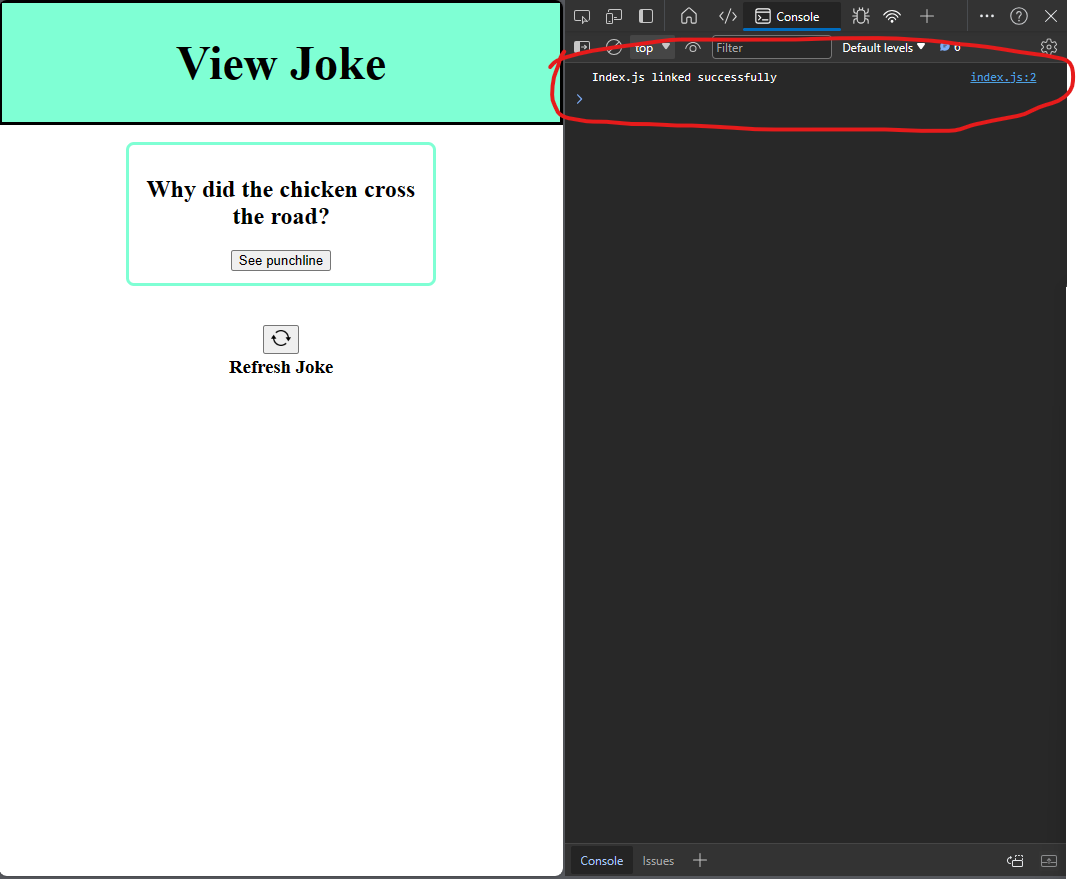 View Joke
Why did the chicken cross
the road?
See punchline
Refresh Joke
Console
top
Filter
Default levels
6
Index.js linked successfully
index.js:2
Console
Issues